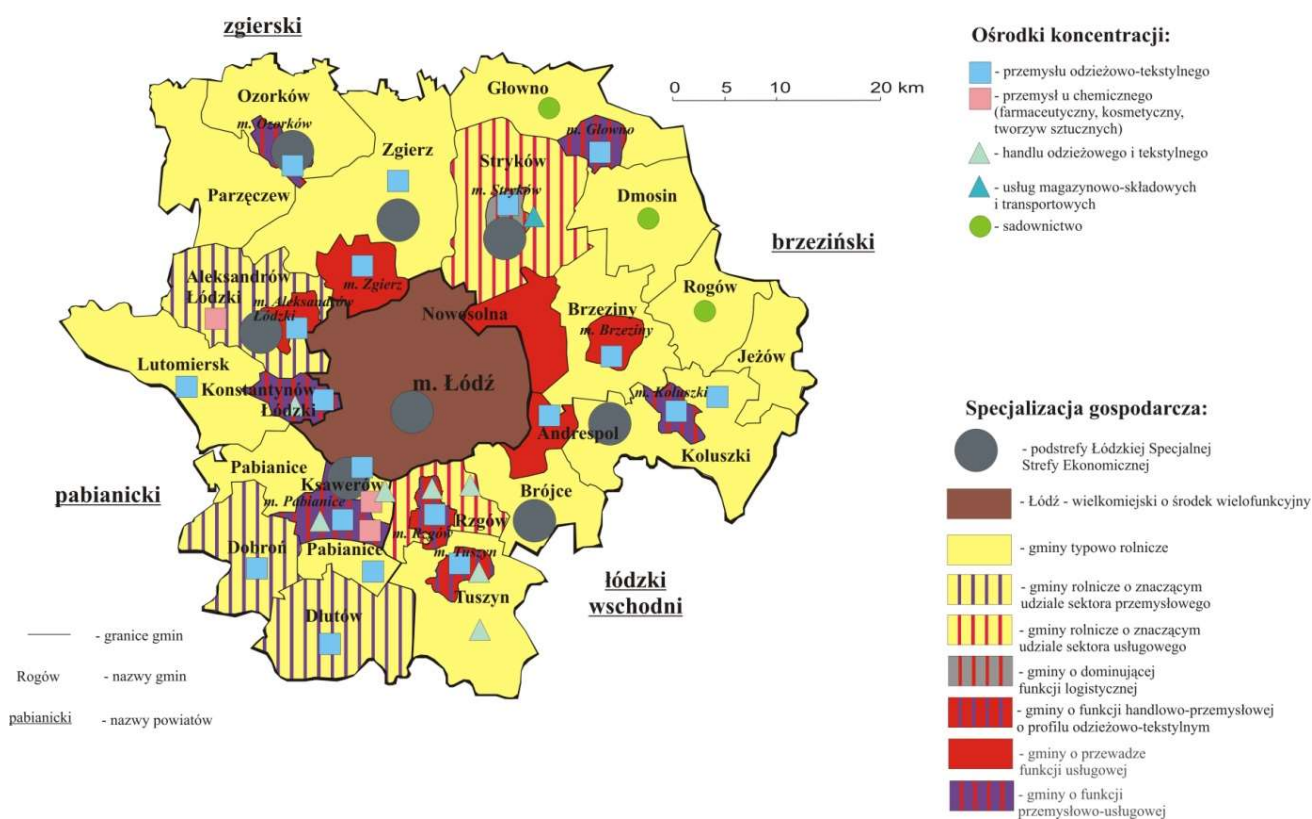 zgierski
Ozorków
m. Ozorków
Głowno
m. Głowno
Zgierz
Stryków
m. Stryków
Parzęczew
Dmosin
brzeziński
Aleksandrów
Łódzki
m. Aleksandrów
Łódzki
m. Zgierz
Nowosolna
Rogów
Brzeziny
m. Brzeziny
Jeżów
Lutomiersk
Konstantynów
Łódzki
m. Łódź
m. Koluszki
Andrespol
Koluszki
Pabianice
Ksawerów
pabianicki
m. Pabianice
Brójce
Rzgów
m. Rzgów
Dobroń
Pabianice
m. Tuszyn
Tuszyn
łódzki
wschodni
Dłutów
0 5 10 20 km
- granice gmin
Rogów - nazwy gmin
pabianicki - nazwy powiatów
Ośrodki koncentracji:
- przemysłu odzieżowo-tekstylnego
- przemysł u chemicznego
(farmaceutyczny, kosmetyczny,
tworzyw sztucznych)
- handlu odzieżowego i tekstylnego
- usług magazynowo-składowych
i transportowych
- sadownictwo
Specjalizacja gospodarcza:
- podstrefy Łódzkiej Specjalnej
Strefy Ekonomicznej
- Łódź - wielkomiejski o środek wielofunkcyjny
- gminy typowo rolnicze
- gminy rolnicze o znaczącym
udziale sektora przemysłowego
- gminy rolnicze o znaczącym
udziale sektora usługowego
- gminy o dominującej
funkcji logistycznej
- gminy o funkcji handlowo-przemysłowej
o profilu odzieżowo-tekstylnym
- gminy o przewadze
funkcji usługowej
- gminy o funkcji
przemysłowo-usługowej